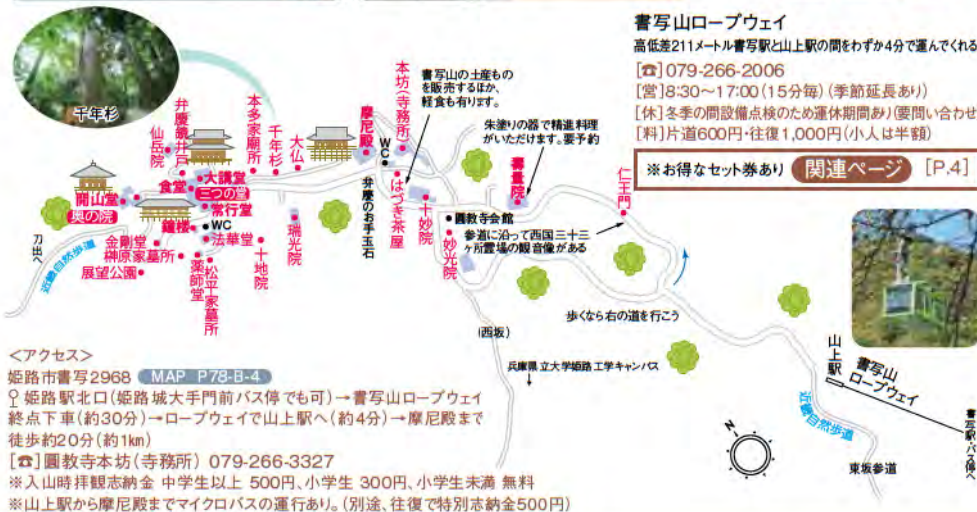 書写山ロープウェイ
高低差211メートル書写駅と山上駅の間をわずか4分で運んでくれる
[☎]079-266-2006
[営]8:30〜17:00(15分毎)(季節延長あり)
[休]冬季の間設備点検のため運休期間あり(要問い合わせ
[料]片道600円・往復1,000円(小人は半額)
※お得なセット券あり 関連ページ [P.4]
千年杉
仙岳院
弁慶鏡井戸
本多家廟所
千年杉
大仏
摩尼殿
WC
本坊(寺務所)
書写山の土産もの
を販売するほか、
軽食も有ります。
朱塗りの器で精進料理
がいただけます。要予約
壽量院
仁王門
開山堂
奥の院
食堂
大講堂
三つの堂
常行堂
鐘楼
WC
法華堂
金剛堂
榊原家墓所
展望公園
薬師堂
松平家墓所
十地院
瑞光院
弁慶のお手玉石
はづき茶屋
十妙院
妙光院
圓教寺会館
参道に沿って西国三十三
ヶ所霊場の観音像がある
刀出へ
近畿自然歩道
歩くなら右の道を行こう
(西坂)
兵庫県立大学姫路工学キャンパス
山上駅
書写山
ロープウェイ
近畿自然歩道
書写駅・バス停へ
東坂参道
N
<アクセス>
姫路市書写2968 MAP P78-B-4
姫路駅北口(姫路城大手門前バス停でも可)→書写山ロープウェイ
終点下車(約30分)→ロープウェイで山上駅へ(約4分)→摩尼殿まで
徒歩約20分(約1km)
[☎]圓教寺本坊(寺務所) 079-266-3327
※入山時拝観志納金 中学生以上 500円、小学生 300円、小学生未満 無料
※山上駅から摩尼殿までマイクロバスの運行あり。(別途、往復で特別志納金500円)